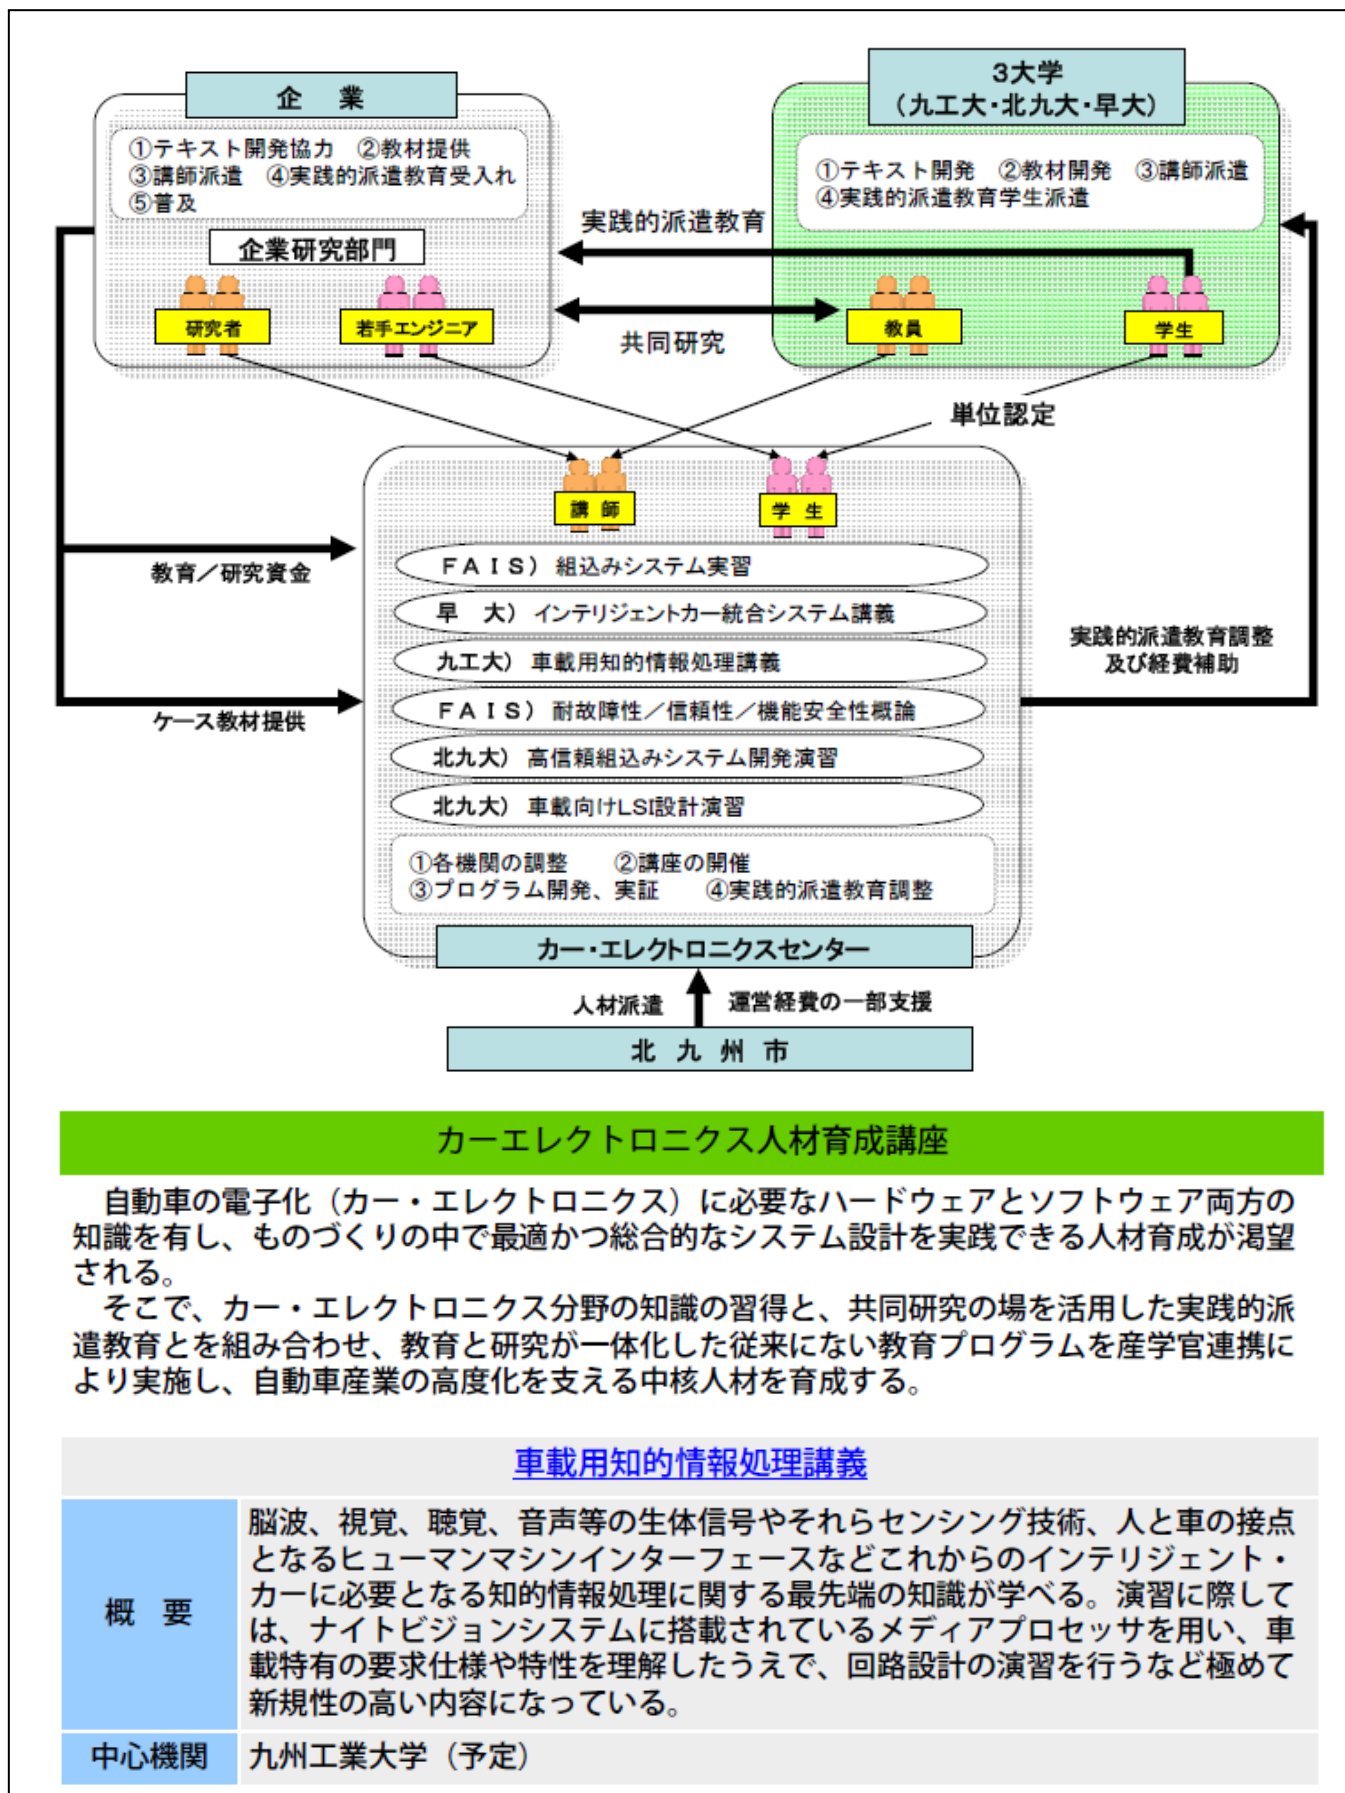 企　業
①テキスト開発協力　②教材提供
③講師派遣　④実践的派遣教育受入れ
⑤普及
企業研究部門
研究者
若手エンジニア
3大学
（九工大・北九大・早大）
①テキスト開発　②教材開発　③講師派遣
④実践的派遣教育学生派遣
教員
学生
実践的派遣教育
共同研究
単位認定
講師
学生
教育／研究資金
ケース教材提供
実践的派遣教育調整
及び経費補助
ＦＡＩＳ）組込みシステム実習
早　大）インテリジェントカー統合システム講義
九工大）車載用知的情報処理講義
ＦＡＩＳ）耐故障性／信頼性／機能安全性概論
北九大）高信頼組込みシステム開発演習
北九大）車載向けLSI設計演習
①各機関の調整　②講座の開催
③プログラム開発、実証　④実践的派遣教育調整
カー・エレクトロニクスセンター
人材派遣　運営経費の一部支援
北九州市
カーエレクトロニクス人材育成講座
　自動車の電子化（カー・エレクトロニクス）に必要なハードウェアとソフトウェア両方の
知識を有し、ものづくりの中で最適かつ総合的なシステム設計を実践できる人材育成が渇望
される。
　そこで、カー・エレクトロニクス分野の知識の習得と、共同研究の場を活用した実践的派
遣教育とを組み合わせ、教育と研究が一体化した従来にない教育プログラムを産学官連携に
より実施し、自動車産業の高度化を支える中核人材を育成する。
車載用知的情報処理講義
概　要
脳波、視覚、聴覚、音声等の生体信号やそれらセンシング技術、人と車の接点
となるヒューマンマシンインターフェースなどこれからのインテリジェント・
カーに必要となる知的情報処理に関する最先端の知識が学べる。演習に際して
は、ナイトビジョンシステムに搭載されているメディアプロセッサを用い、車
載特有の要求仕様や特性を理解したうえで、回路設計の演習を行うなど極めて
新規性の高い内容になっている。
中心機関
九州工業大学（予定）